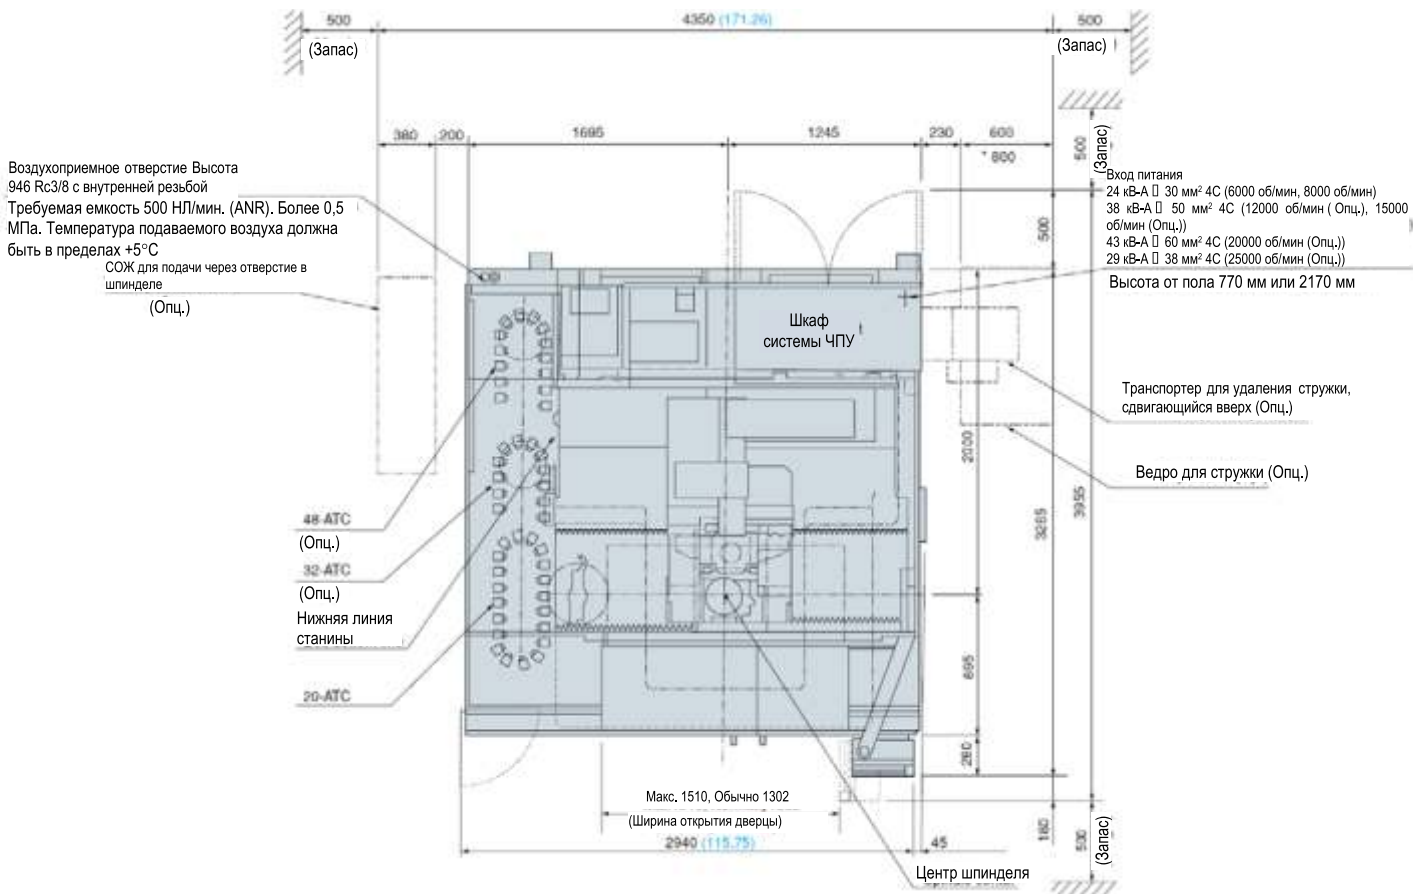 500
4350 (171.26)
500
(Запас)
(Запас)
380
200
1695
1245
230
600
800
500
(Запас)
Воздухоприемное отверстие Высота
946 Rc3/8 с внутренней резьбой
Требуемая емкость 500 НЛ/мин. (ANR). Более 0,5
МПа. Температура подаваемого воздуха должна
быть в пределах +5°C
СОЖ для подачи через отверстие в
шпинделе
(Опц.)
Вход питания
24 кВ-А ▯ 30 мм² 4С (6000 об/мин, 8000 об/мин)
38 кВ-А ▯ 50 мм² 4С (12000 об/мин ( Опц.), 15000
об/мин (Опц.))
43 кВ-А ▯ 60 мм² 4С (20000 об/мин (Опц.))
29 кВ-А ▯ 38 мм² 4С (25000 об/мин (Опц.))
Высота от пола 770 мм или 2170 мм
500
Шкаф
системы ЧПУ
Транспортер для удаления стружки,
сдвигающийся вверх (Опц.)
Ведро для стружки (Опц.)
2000
3265
3955
48-ATC
(Опц.)
32-ATC
(Опц.)
Нижняя линия
станины
20-ATC
695
260
Макс. 1510, Обычно 1302
(Ширина открытия дверцы)
2940 (115.75)
45
180
500
(Запас)
Центр шпинделя